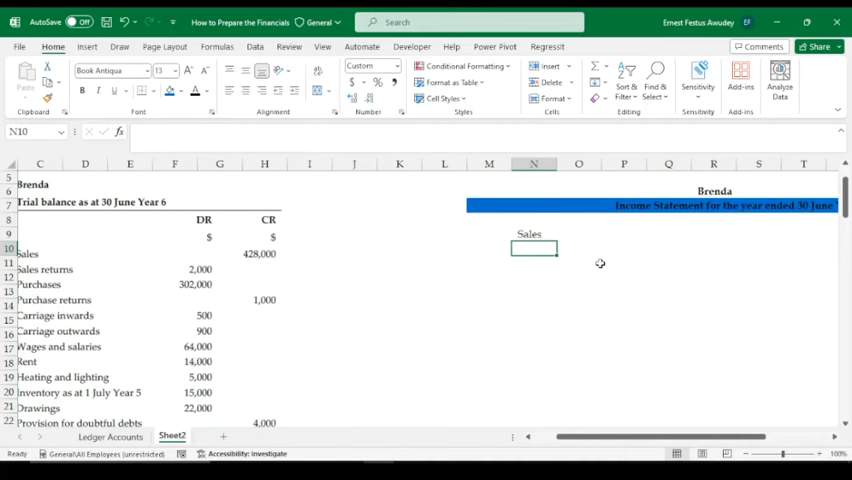 AutoSave Off How to Prepare the Financials General Search Ernest Festus Awudey EF
File Home Insert Draw Page Layout Formulas Data Review View Automate Developer Help Power Pivot Regressit Comments Share
Paste Book Antiqua 13 Custom Conditional Formatting Insert Sort & Find & Sensitivity Add-ins Analyze
B I U $ % Format as Table Delete Filter Select Data
Cell Styles Format
Clipboard Font Alignment Number Styles Cells Editing Sensitivity Add-ins
N10 fx
C D E F G H I J K L M N O P Q R S T
5 Brenda
6 Brenda
7 Trial balance as at 30 June Year 6 Income Statement for the year ended 30 June
8 DR CR
9 $ $ Sales
10 Sales 428,000
11 Sales returns 2,000
12 Purchases 302,000
13 Purchase returns 1,000
14 Carriage inwards 500
15 Carriage outwards 900
16 Wages and salaries 64,000
17 Rent 14,000
18 Heating and lighting 5,000
19 Inventory as at 1 July Year 5 15,000
20 Drawings 22,000
21 Provision for doubtful debts 4,000
22
Ledger Accounts Sheet2
Ready General\All Employees (unrestricted) Accessibility: Investigate 100%